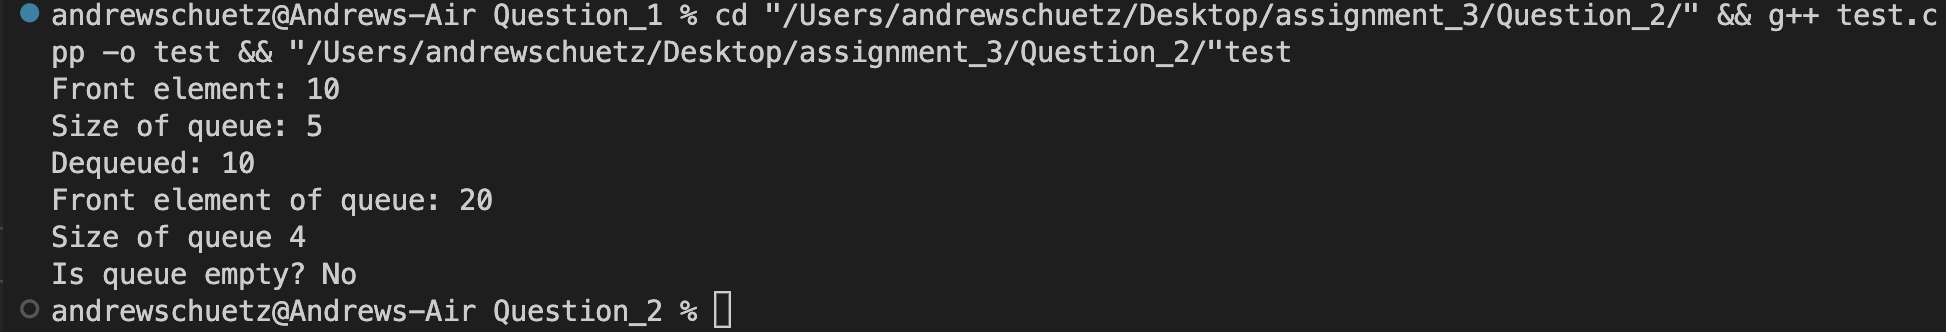 andrewschuetz@Andrews-Air Question_1 % cd "/Users/andrewschuetz/Desktop/assignment_3/Question_2/" && g++ test.c
pp -o test && "/Users/andrewschuetz/Desktop/assignment_3/Question_2/"test
Front element: 10
Size of queue: 5
Dequeued: 10
Front element of queue: 20
Size of queue 4
Is queue empty? No
andrewschuetz@Andrews-Air Question_2 %